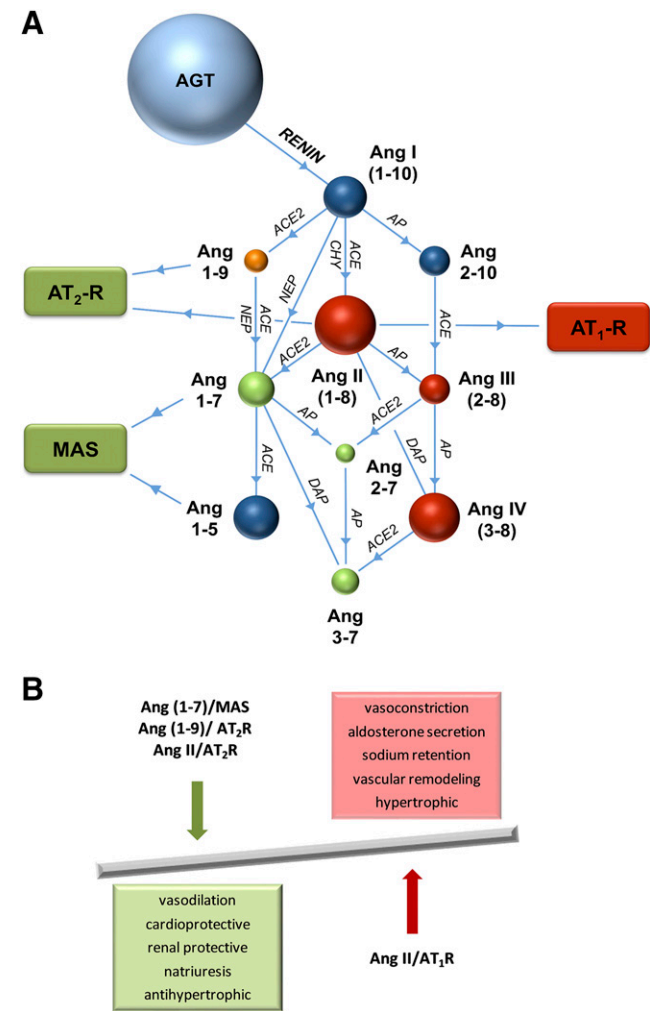 A
AGT
RENIN
Ang I
(1-10)
ACE2
AP
Ang
1-9
NEP
ACE
CHY
Ang
2-10
AT2-R
ACE
NEP
ACE
AT1-R
ACE2
AP
Ang
1-7
Ang II
(1-8)
Ang III
(2-8)
AP
ACE2
MAS
ACE
DAP
Ang
2-7
DAP
AP
Ang
1-5
AP
ACE2
Ang IV
(3-8)
Ang
3-7
B
Ang (1-7)/MAS
Ang (1-9)/ AT2R
Ang II/AT2R
vasoconstriction
aldosterone secretion
sodium retention
vascular remodeling
hypertrophic
vasodilation
cardioprotective
renal protective
natriuresis
antihypertrophic
Ang II/AT1R